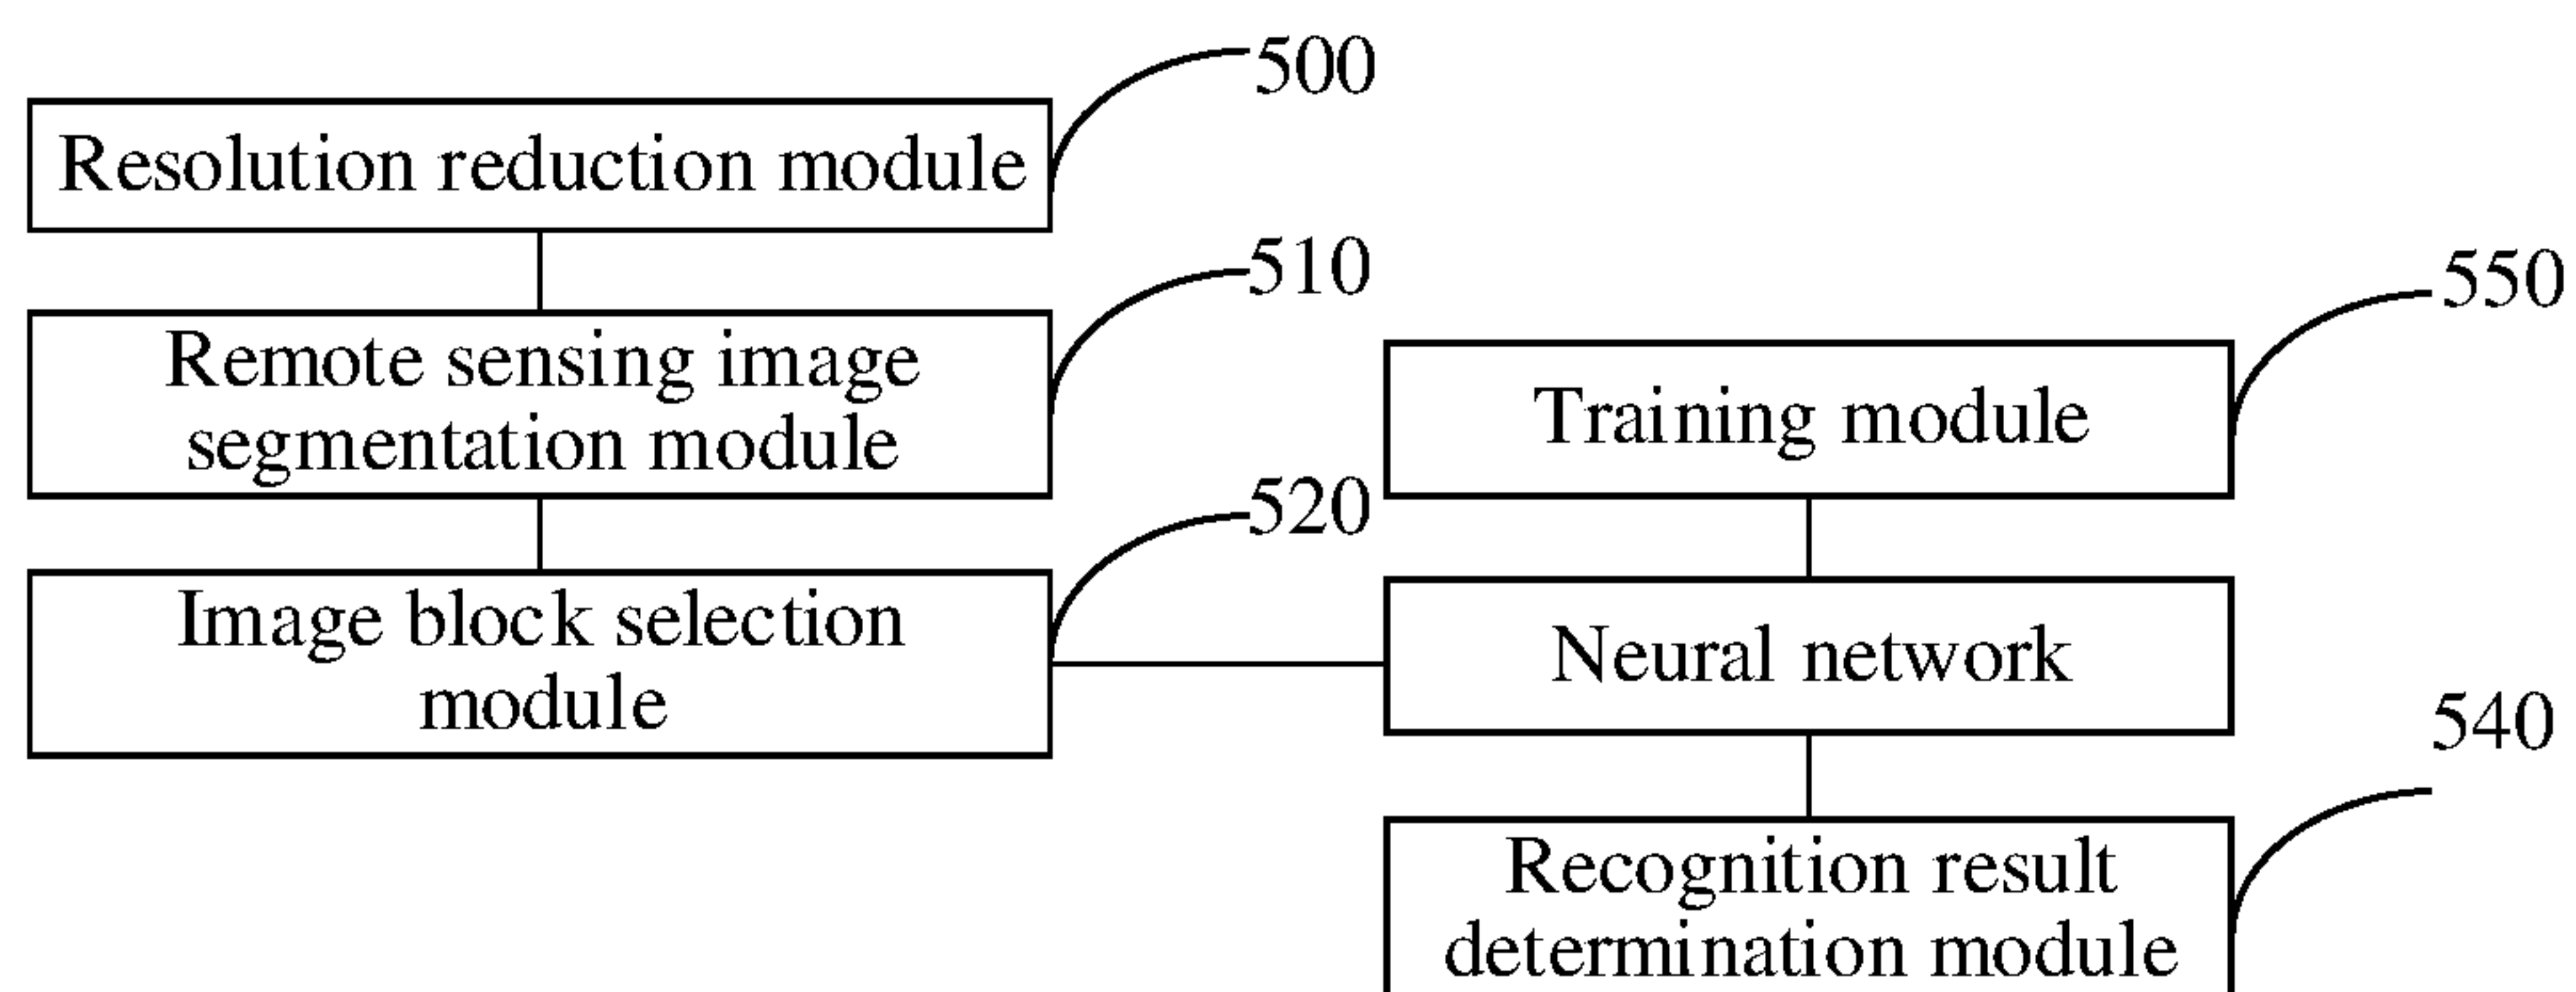 500
Resolution reduction module
510
Remote sensing image
segmentation module
520
Image block selection
module
550
Training module
Neural network
540
Recognition result
determination module